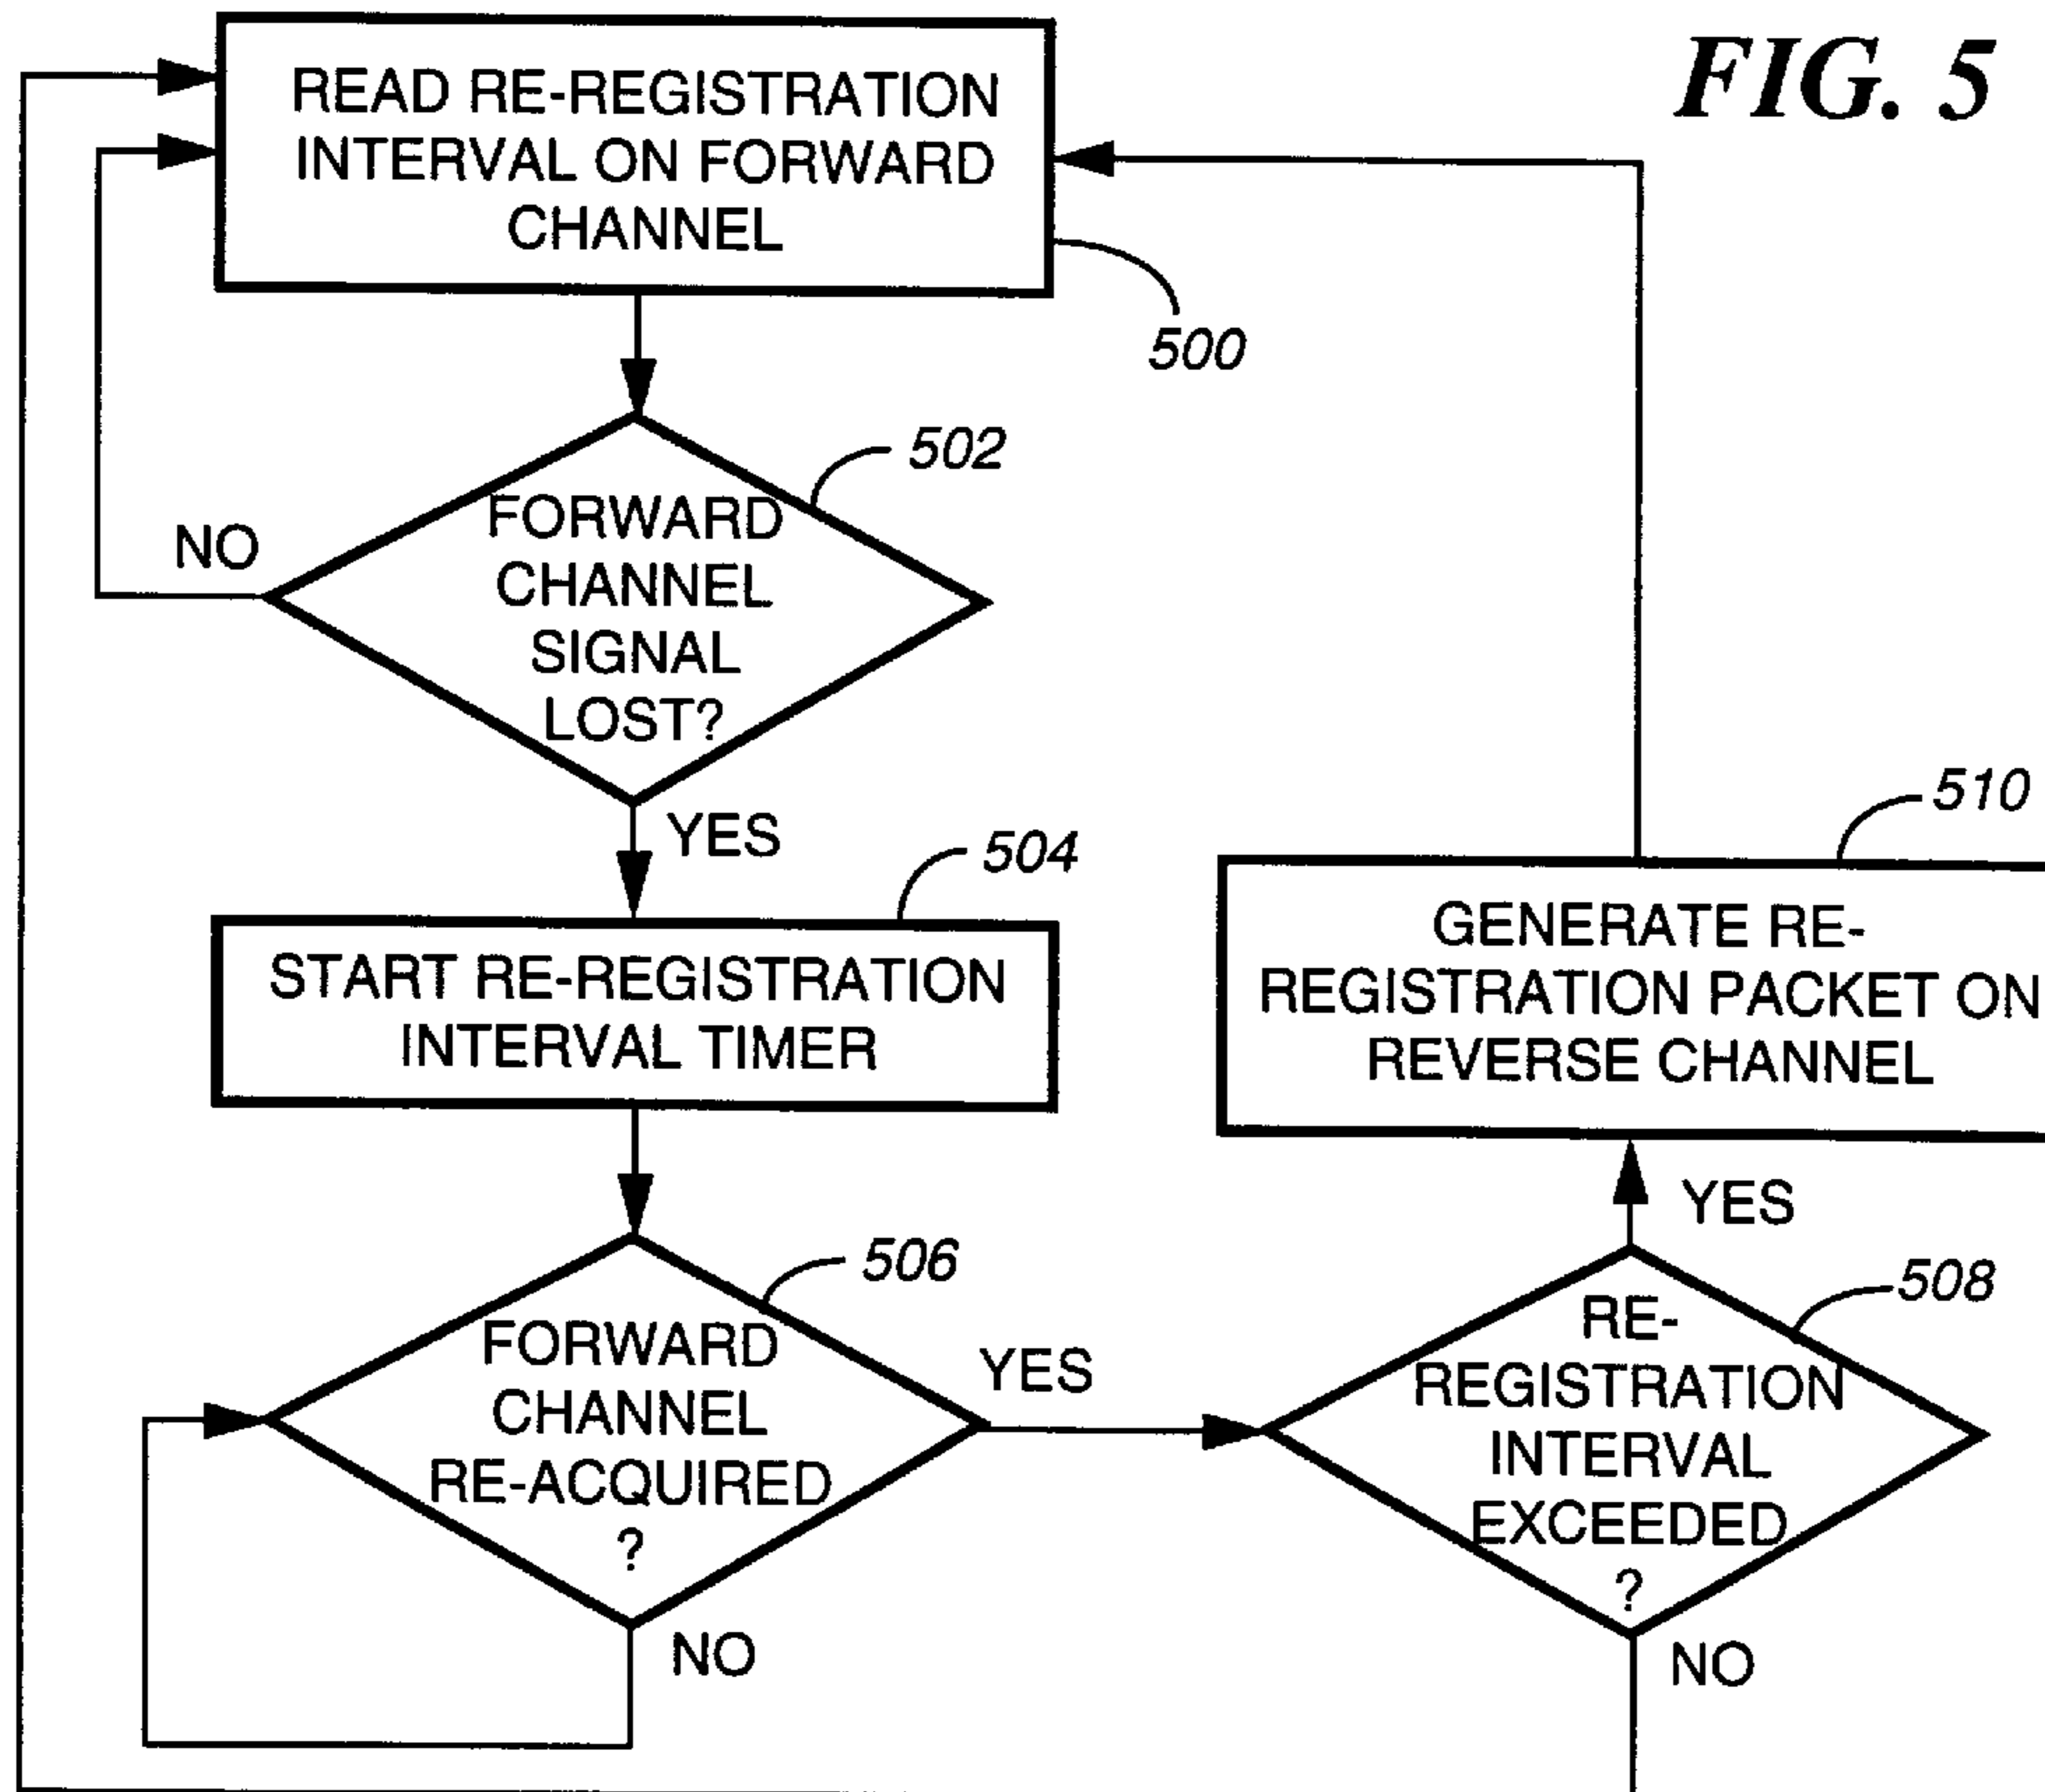 FIG. 5
READ RE-REGISTRATION
INTERVAL ON FORWARD
CHANNEL
500
502
FORWARD
CHANNEL
SIGNAL
LOST?
NO
YES
504
START RE-REGISTRATION
INTERVAL TIMER
506
FORWARD
CHANNEL
RE-ACQUIRED
?
NO
YES
508
RE-
REGISTRATION
INTERVAL
EXCEEDED
?
NO
YES
510
GENERATE RE-
REGISTRATION PACKET ON
REVERSE CHANNEL